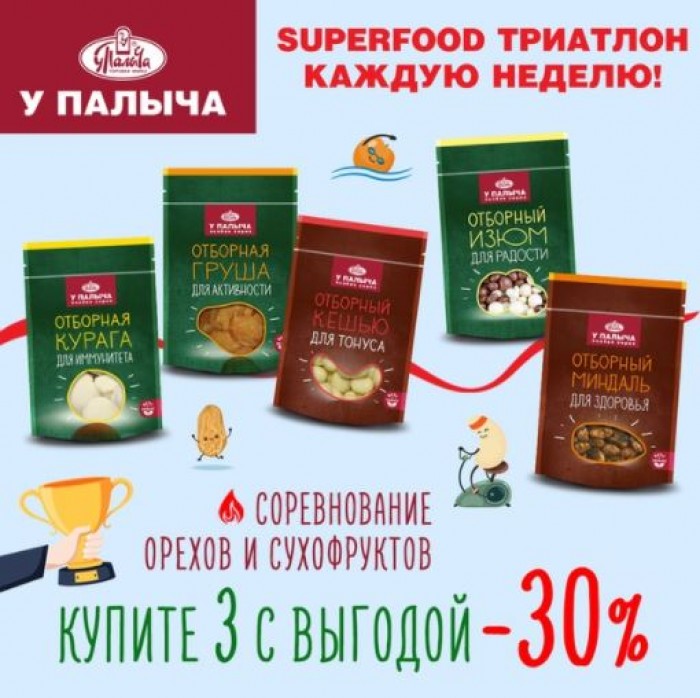 у Палыча
У ПАЛЫЧА
SUPERFOOD ТРИАТЛОН
КАЖДУЮ НЕДЕЛЮ!
У ПАЛЫЧА
ОТБОРНАЯ
КУРАГА
ДЛЯ ИММУНИТЕТА
У ПАЛЫЧА
ОТБОРНАЯ
ГРУША
ДЛЯ АКТИВНОСТИ
У ПАЛЫЧА
ОТБОРНЫЙ
КЕШЬЮ
ДЛЯ ТОНУСА
У ПАЛЫЧА
ОТБОРНЫЙ
ИЗЮМ
ДЛЯ РАДОСТИ
У ПАЛЫЧА
ОТБОРНЫЙ
МИНДАЛЬ
ДЛЯ ЗДОРОВЬЯ
СОРЕВНОВАНИЕ
ОРЕХОВ И СУХОФРУКТОВ
КУПИТЕ 3 С ВЫГОДОЙ -30%